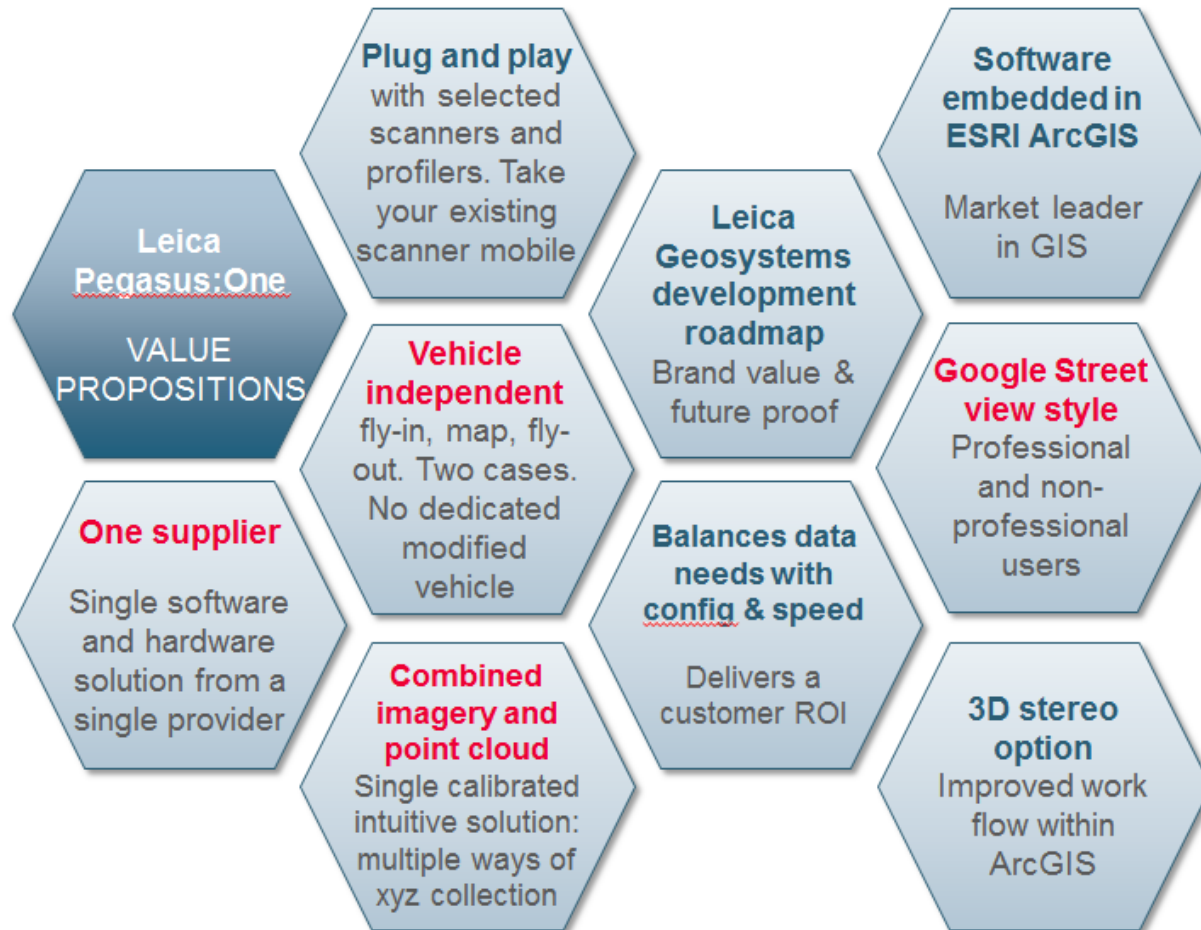 Leica
Pegasus:One
VALUE
PROPOSITIONS
One supplier
Single software
and hardware
solution from a
single provider
Plug and play
with selected
scanners and
profilers. Take
your existing
scanner mobile
Vehicle
independent
fly-in, map, fly-
out. Two cases.
No dedicated
modified
vehicle
Combined
imagery and
point cloud
Single calibrated
intuitive solution:
multiple ways of
xyz collection
Leica
Geosystems
development
roadmap
Brand value &
future proof
Balances data
needs with
config & speed
Delivers a
customer ROI
Software
embedded in
ESRI ArcGIS
Market leader
in GIS
Google Street
view style
Professional
and non-
professional
users
3D stereo
option
Improved work
flow within
ArcGIS